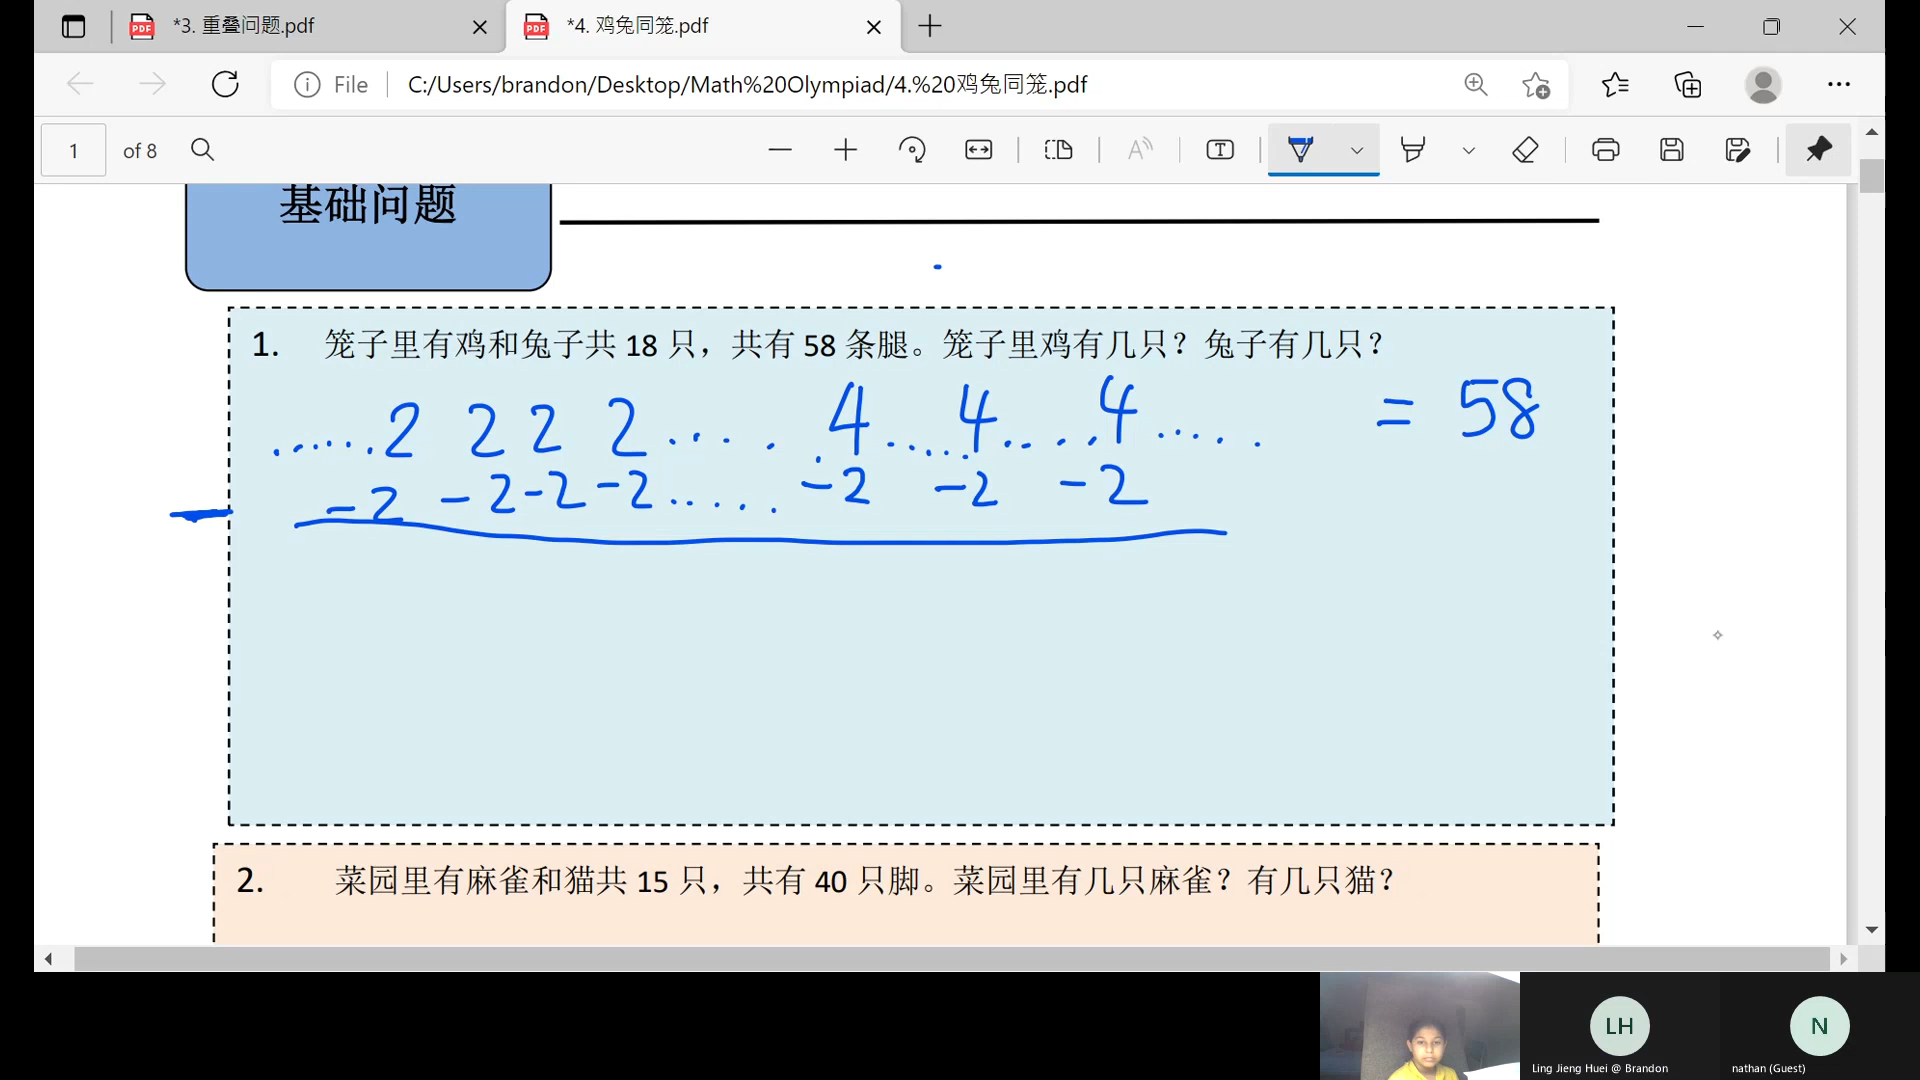 *3. 重叠问题.pdf
*4. 鸡兔同笼.pdf
File C:/Users/brandon/Desktop/Math%20Olympiad/4.%20鸡兔同笼.pdf
1 of 8
基础问题
1. 笼子里有鸡和兔子共 18 只，共有 58 条腿。笼子里鸡有几只？兔子有几只？
......2 2 2 2 .... 4 .... 4 .... 4 ..... = 58
-2 -2 -2 -2 ..... -2 -2 -2
2. 菜园里有麻雀和猫共 15 只，共有 40 只脚。菜园里有几只麻雀？有几只猫？
LH
N
Ling Jieng Huei @ Brandon
nathan (Guest)